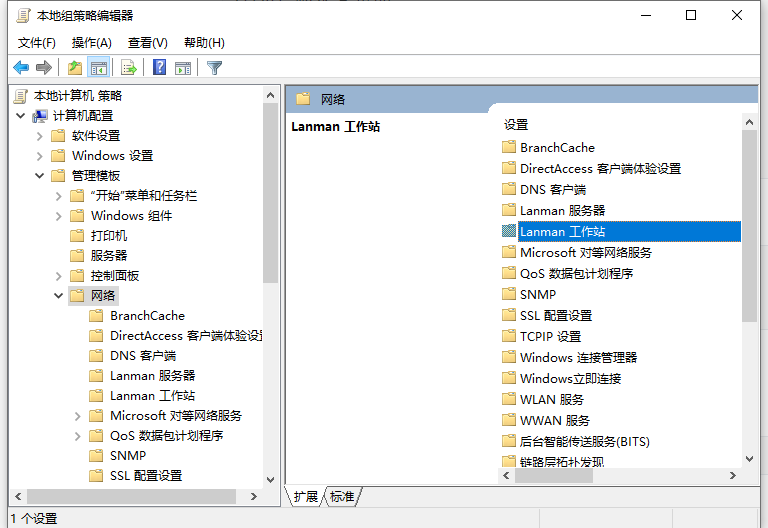 本地组策略编辑器
文件(F) 操作(A) 查看(V) 帮助(H)
本地计算机 策略
计算机配置
软件设置
Windows 设置
管理模板
“开始”菜单和任务栏
Windows 组件
打印机
服务器
控制面板
网络
BranchCache
DirectAccess 客户端体验设
DNS 客户端
Lanman 服务器
Lanman 工作站
Microsoft 对等网络服务
QoS 数据包计划程序
SNMP
SSL 配置设置
网络
Lanman 工作站
设置
BranchCache
DirectAccess 客户端体验设置
DNS 客户端
Lanman 服务器
Lanman 工作站
Microsoft 对等网络服务
QoS 数据包计划程序
SNMP
SSL 配置设置
TCPIP 设置
Windows 连接管理器
Windows立即连接
WLAN 服务
WWAN 服务
后台智能传送服务(BITS)
链路层拓扑发现
扩展 标准
1 个设置